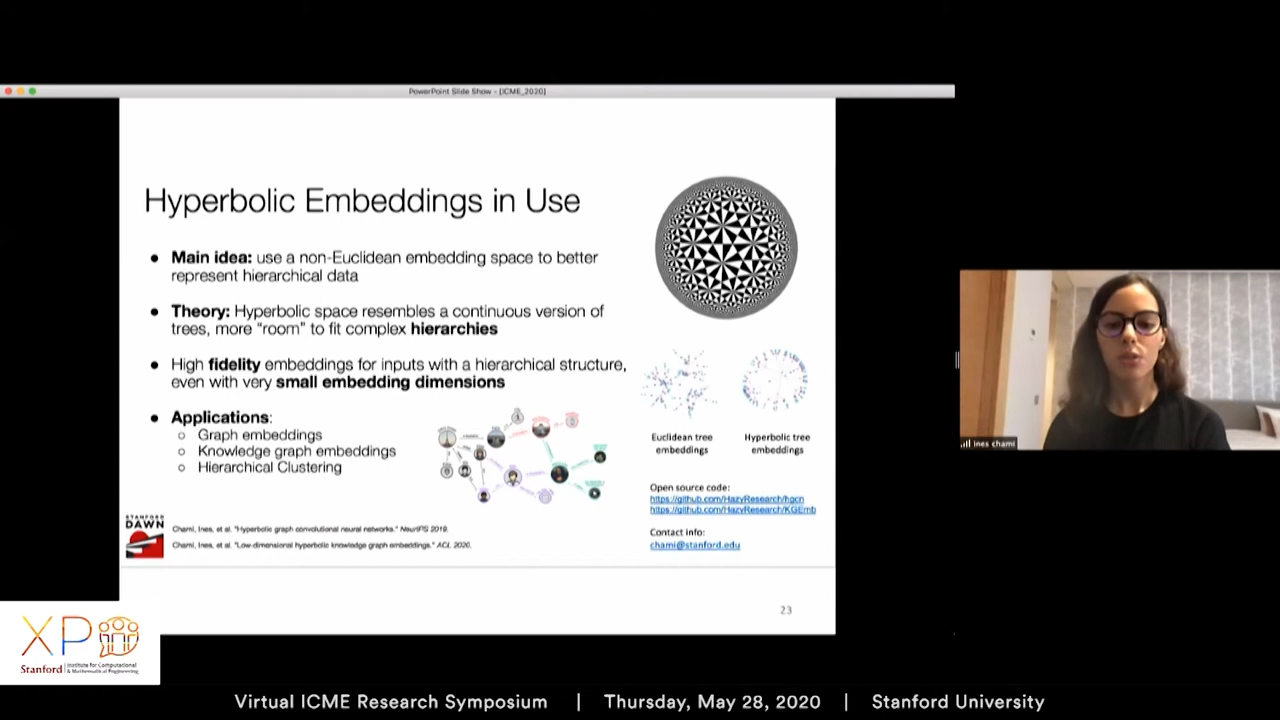 PowerPoint Slide Show - [ICME_2020]
Hyperbolic Embeddings in Use
● Main idea: use a non-Euclidean embedding space to better
represent hierarchical data
● Theory: Hyperbolic space resembles a continuous version of
trees, more “room” to fit complex hierarchies
● High fidelity embeddings for inputs with a hierarchical structure,
even with very small embedding dimensions
● Applications:
○ Graph embeddings
○ Knowledge graph embeddings
○ Hierarchical Clustering
Euclidean tree
embeddings
Hyperbolic tree
embeddings
Open source code:
https://github.com/HazyResearch/hgcn
https://github.com/HazyResearch/KGEmb
Contact info:
chami@stanford.edu
STANFORD
DAWN
Chami, Ines, et al. "Hyperbolic graph convolutional neural networks." NeurIPS 2019.
Chami, Ines, et al. "Low-dimensional hyperbolic knowledge graph embeddings." ACL 2020.
23
ines chami
XP
Stanford
Institute for Computational
& Mathematical Engineering
Virtual ICME Research Symposium | Thursday, May 28, 2020 | Stanford University